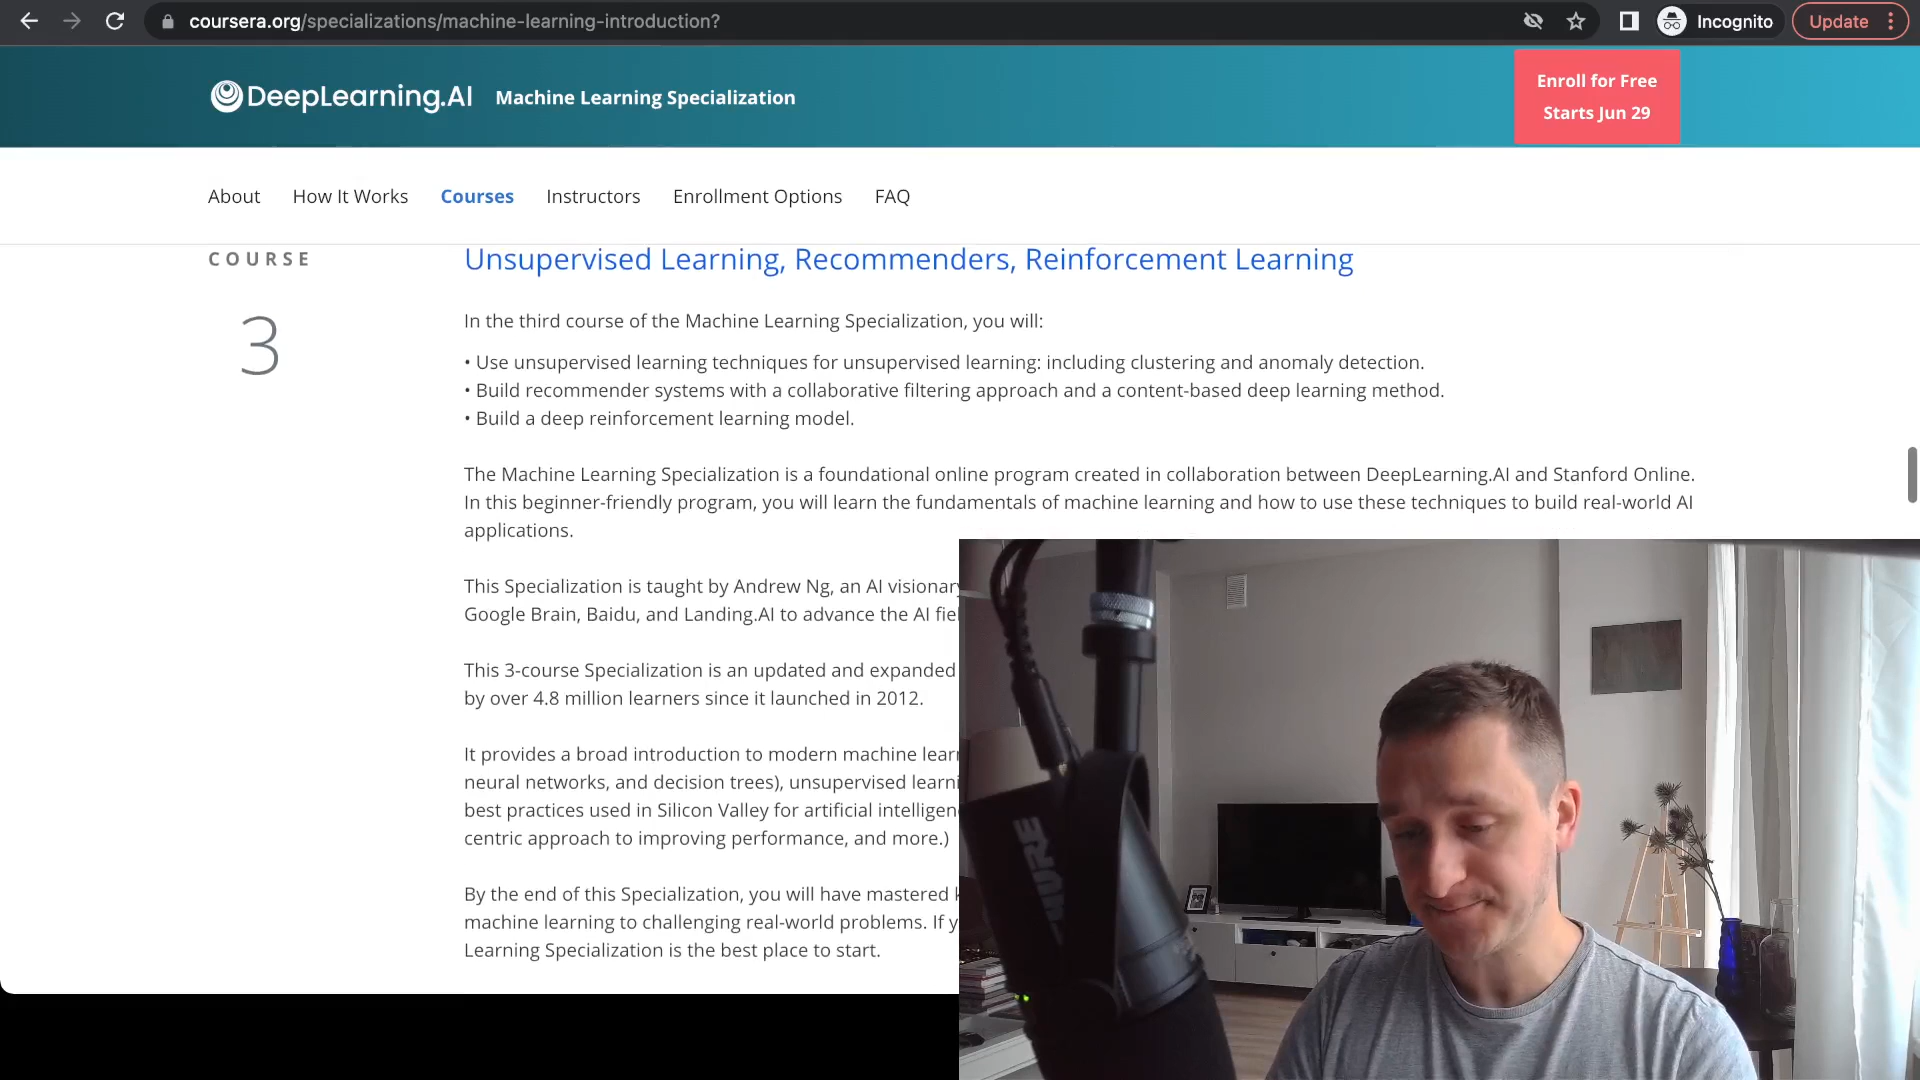 coursera.org/specializations/machine-learning-introduction?
Incognito
Update
DeepLearning.AI
Machine Learning Specialization
Enroll for Free
Starts Jun 29
About
How It Works
Courses
Instructors
Enrollment Options
FAQ
COURSE
3
Unsupervised Learning, Recommenders, Reinforcement Learning
In the third course of the Machine Learning Specialization, you will:
• Use unsupervised learning techniques for unsupervised learning: including clustering and anomaly detection.
• Build recommender systems with a collaborative filtering approach and a content-based deep learning method.
• Build a deep reinforcement learning model.
The Machine Learning Specialization is a foundational online program created in collaboration between DeepLearning.AI and Stanford Online.
In this beginner-friendly program, you will learn the fundamentals of machine learning and how to use these techniques to build real-world AI
applications.
This Specialization is taught by Andrew Ng, an AI visionary
Google Brain, Baidu, and Landing.AI to advance the AI
This 3-course Specialization is an updated and expanded
by over 4.8 million learners since it launched in 2012.
It provides a broad introduction to modern machine
neural networks, and decision trees), unsupervised
best practices used in Silicon Valley for artificial
centric approach to improving performance, and more.)
By the end of this Specialization, you will have mastered
machine learning to challenging real-world problems. If
Learning Specialization is the best place to start.
SHURE